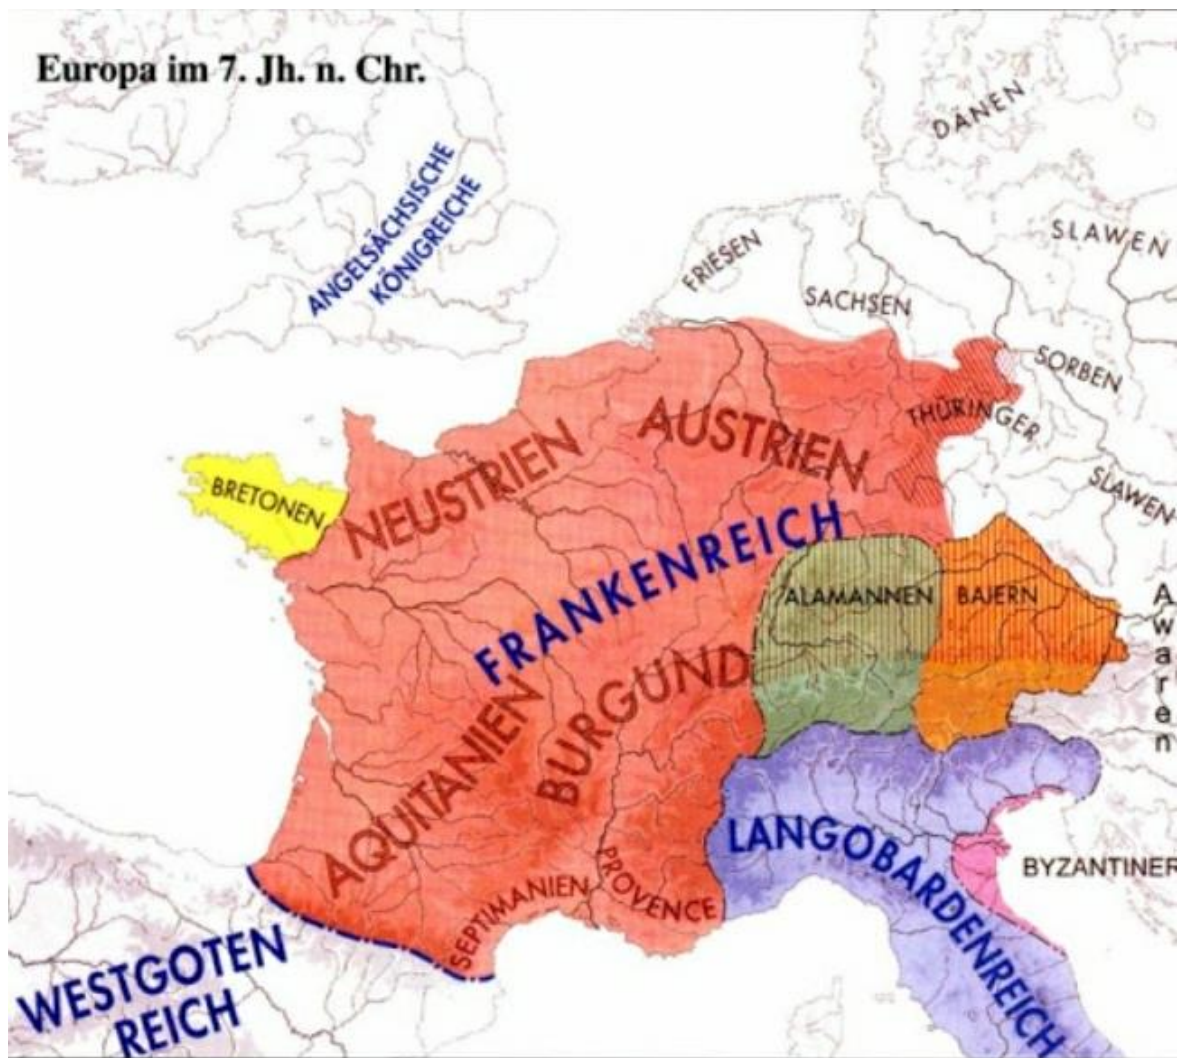 Europa im 7. Jh. n. Chr.
DÄNEN
ANGELSÄCHSISCHE
KÖNIGREICHE
SLAWEN
FRIESEN
SACHSEN
SORBEN
THÜRINGER
AUSTRIEN
NEUSTRIEN
BRETONEN
SLAWEN
FRANKENREICH
ALAMANNEN
BAIERN
Awaren
BURGUND
AQUITANIEN
LANGOBARDENREICH
PROVENCE
SEPTIMANIEN
BYZANTINER
WESTGOTEN
REICH